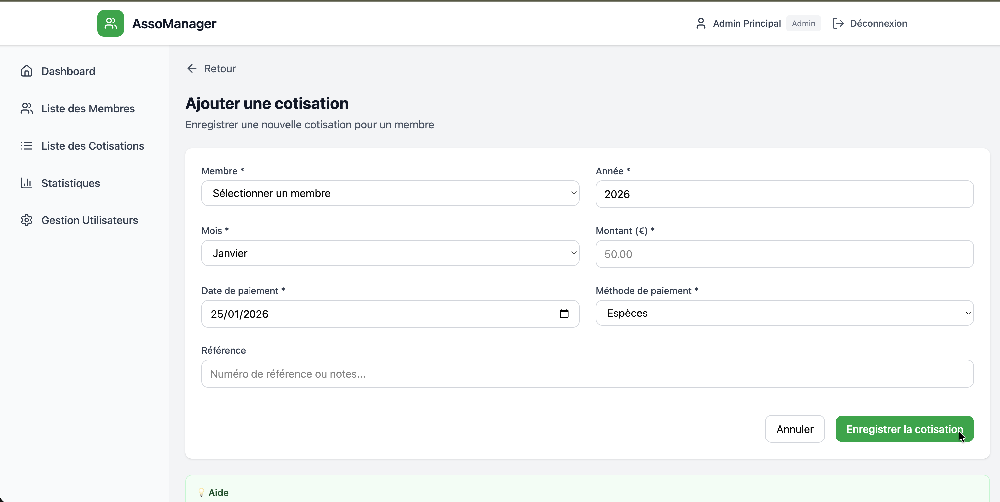 AssoManager
Admin Principal Admin Déconnexion
Dashboard
Liste des Membres
Liste des Cotisations
Statistiques
Gestion Utilisateurs
Retour
Ajouter une cotisation
Enregistrer une nouvelle cotisation pour un membre
Membre *
Sélectionner un membre
Année *
2026
Mois *
Janvier
Montant (€) *
50.00
Date de paiement *
25/01/2026
Méthode de paiement *
Espèces
Référence
Numéro de référence ou notes...
Annuler
Enregistrer la cotisation
💡 Aide